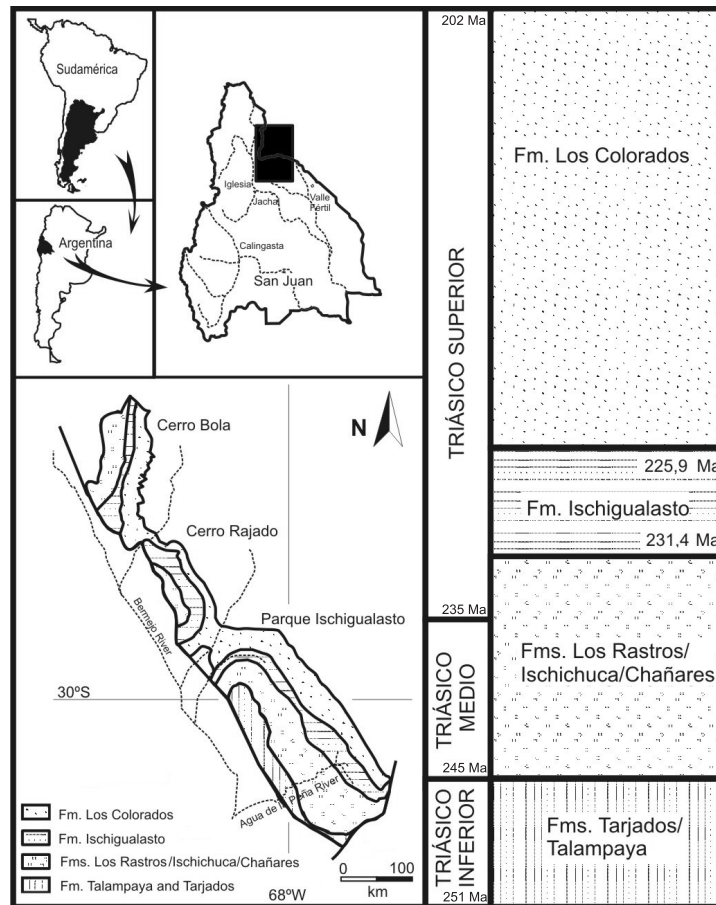 Sudamérica
Argentina
Iglesia
Jachal
Valle
Fértil
Calingasta
San Juan
N
Cerro Bola
Cerro Rajado
Parque Ischigualasto
Bermejo River
30ºS
Agua de la Peña River
Fm. Los Colorados
Fm. Ischigualasto
Fms. Los Rastros/Ischichuca/Chañares
Fm. Talampaya and Tarjados
68ºW
0 100
km
202 Ma
TRIÁSICO SUPERIOR
235 Ma
TRIÁSICO
MEDIO
245 Ma
TRIÁSICO
INFERIOR
251 Ma
Fm. Los Colorados
225,9 Ma
Fm. Ischigualasto
231,4 Ma
Fms. Los Rastros/
Ischichuca/Chañares
Fms. Tarjados/
Talampaya